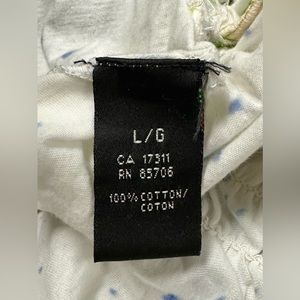 L/G
CA 17311
RN 85706
100% COTTON/
COTON